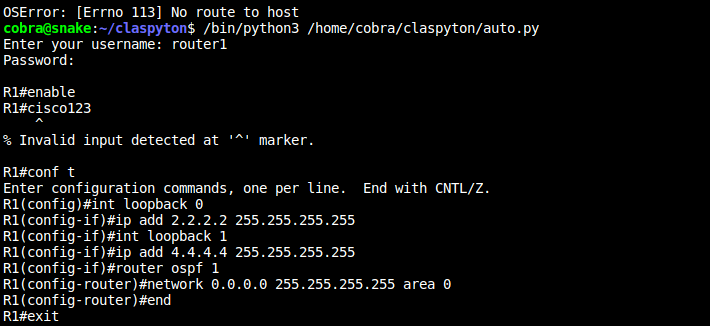 OSError: [Errno 113] No route to host
cobra@snake:~/claspyton$ /bin/python3 /home/cobra/claspyton/auto.py
Enter your username: router1
Password:
R1#enable
R1#cisco123
^
% Invalid input detected at '^' marker.
R1#conf t
Enter configuration commands, one per line.  End with CNTL/Z.
R1(config)#int loopback 0
R1(config-if)#ip add 2.2.2.2 255.255.255.255
R1(config-if)#int loopback 1
R1(config-if)#ip add 4.4.4.4 255.255.255.255
R1(config-if)#router ospf 1
R1(config-router)#network 0.0.0.0 255.255.255.255 area 0
R1(config-router)#end
R1#exit